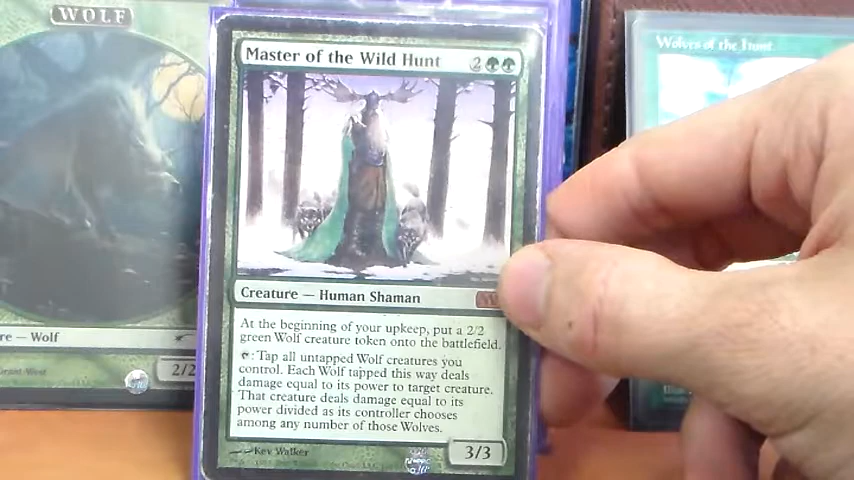 WOLF
re — Wolf
2/2
Master of the Wild Hunt 2
Creature — Human Shaman
At the beginning of your upkeep, put a 2/2
green Wolf creature token onto the battlefield.
: Tap all untapped Wolf creatures you
control. Each Wolf tapped this way deals
damage equal to its power to target creature.
That creature deals damage equal to its
power divided as its controller chooses
among any number of those Wolves.
Kev Walker
3/3
Wolves of the Hunt